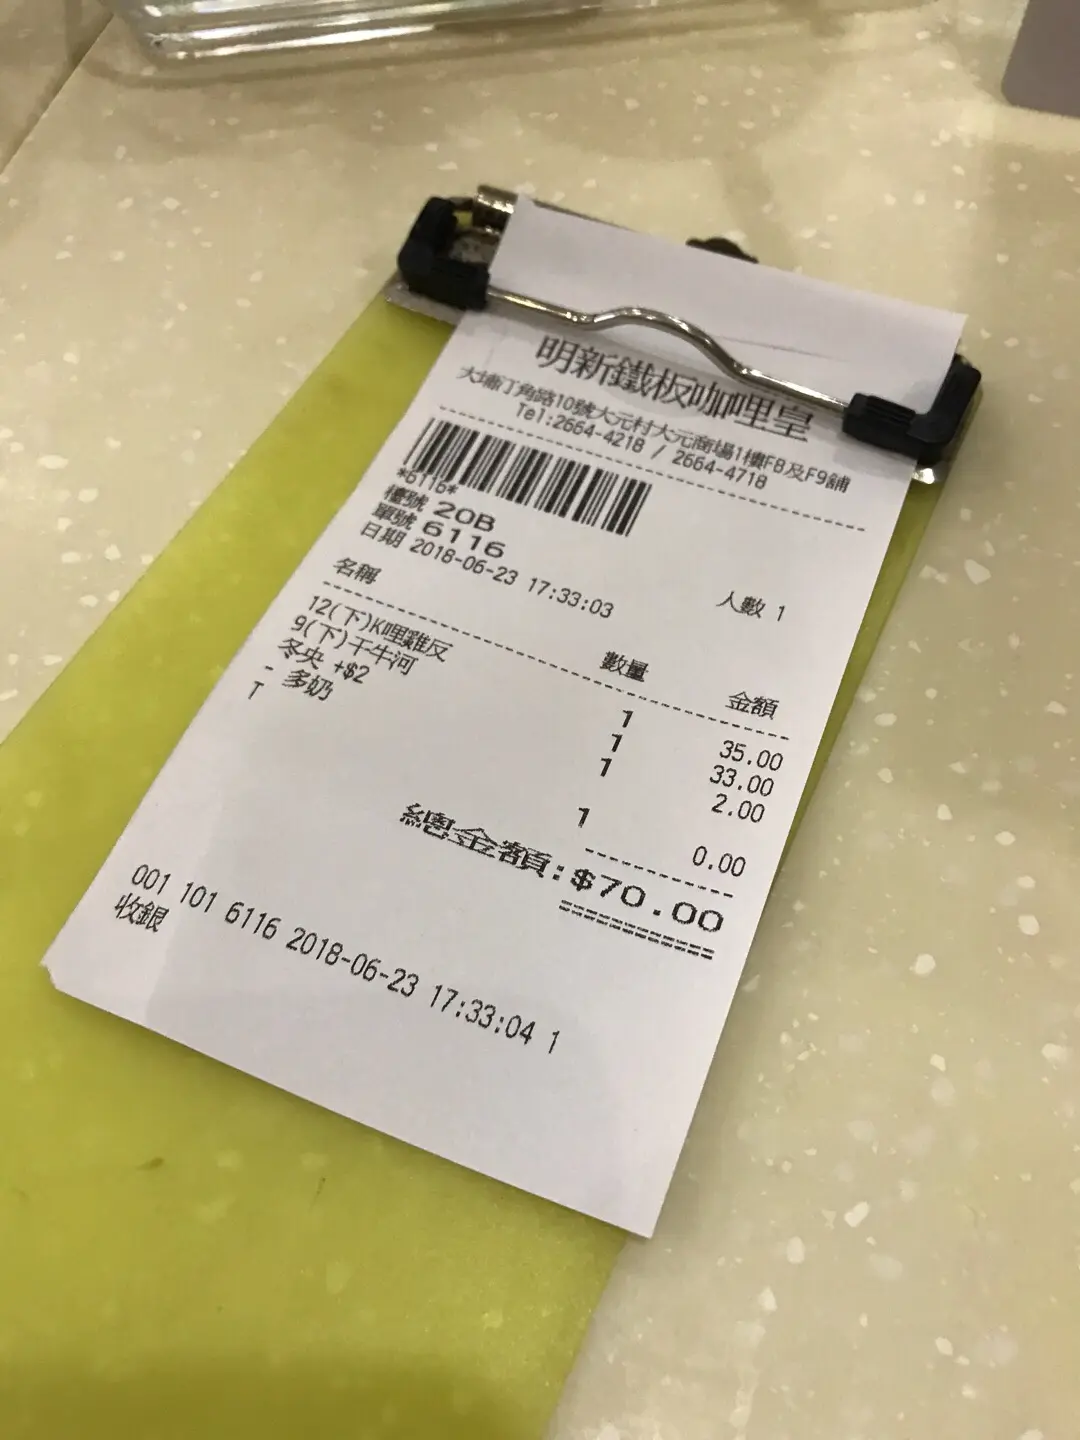 明新鐵板咖哩皇
大埔汀角路10號大元村大元商場1樓F8及F9舖
Tel:2664-4218 / 2664-4718
*6116*
檯號 20B
單號 6116
人數 1
日期 2018-06-23 17:33:03
名稱 數量 金額
12(下)K哩雞反 1 35.00
9(下)干牛河 1 33.00
冬央 +$2 1 2.00
- 多奶
T 1 0.00
總金額:$70.00
001 101 6116 2018-06-23 17:33:04 1
收銀